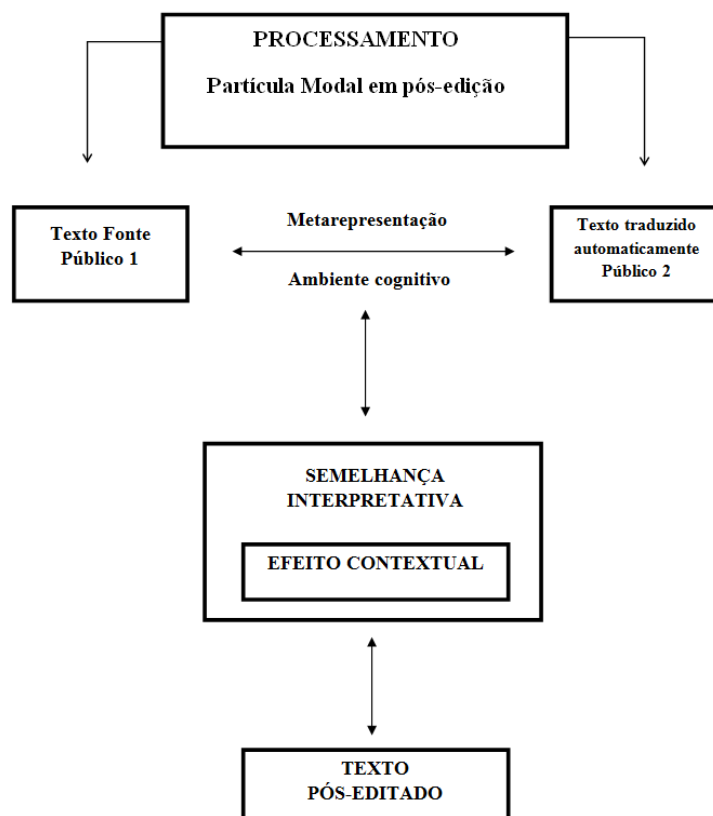 PROCESSAMENTO
Partícula Modal em pós-edição
Texto Fonte
Público 1
Metarepresentação
Ambiente cognitivo
Texto traduzido
automaticamente
Público 2
SEMELHANÇA
INTERPRETATIVA
EFEITO CONTEXTUAL
TEXTO
PÓS-EDITADO